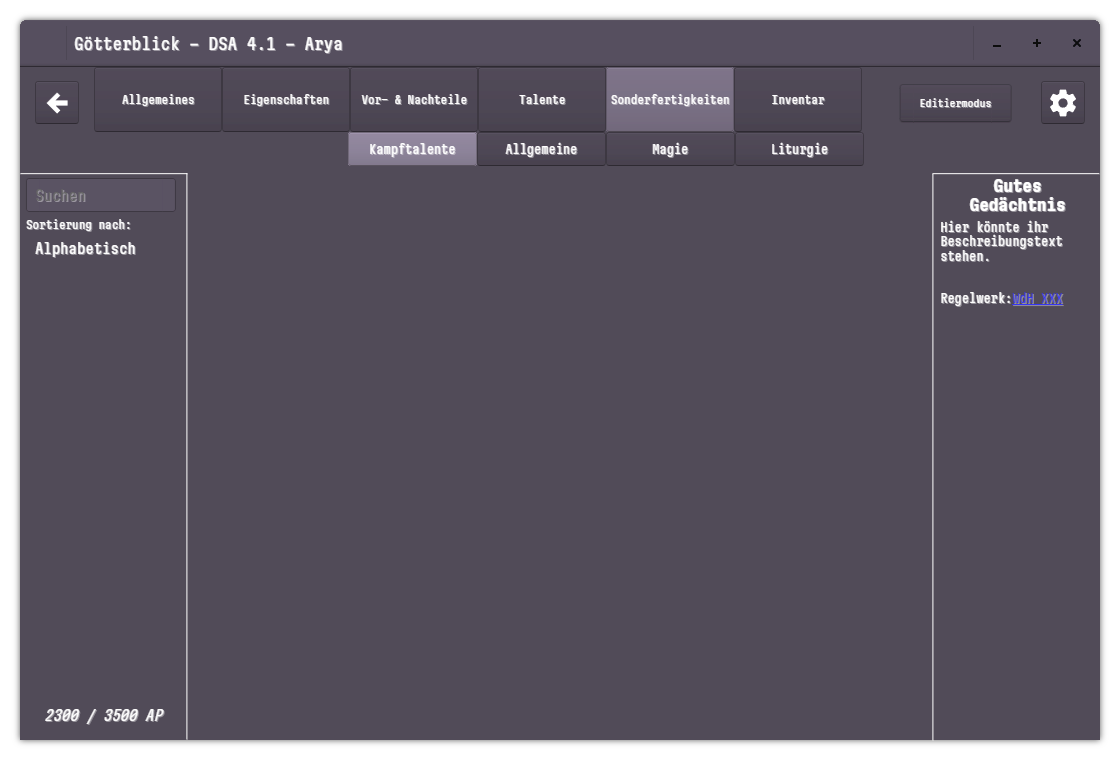 Götterblick – DSA 4.1 – Arya
Allgemeines
Eigenschaften
Vor- & Nachteile
Talente
Sonderfertigkeiten
Inventar
Editiermodus
Kampftalente
Allgemeine
Magie
Liturgie
Suchen
Sortierung nach:
Alphabetisch
2300 / 3500 AP
Gutes
Gedächtnis
Hier könnte ihr
Beschreibungstext
stehen.
Regelwerk: WdH XXX